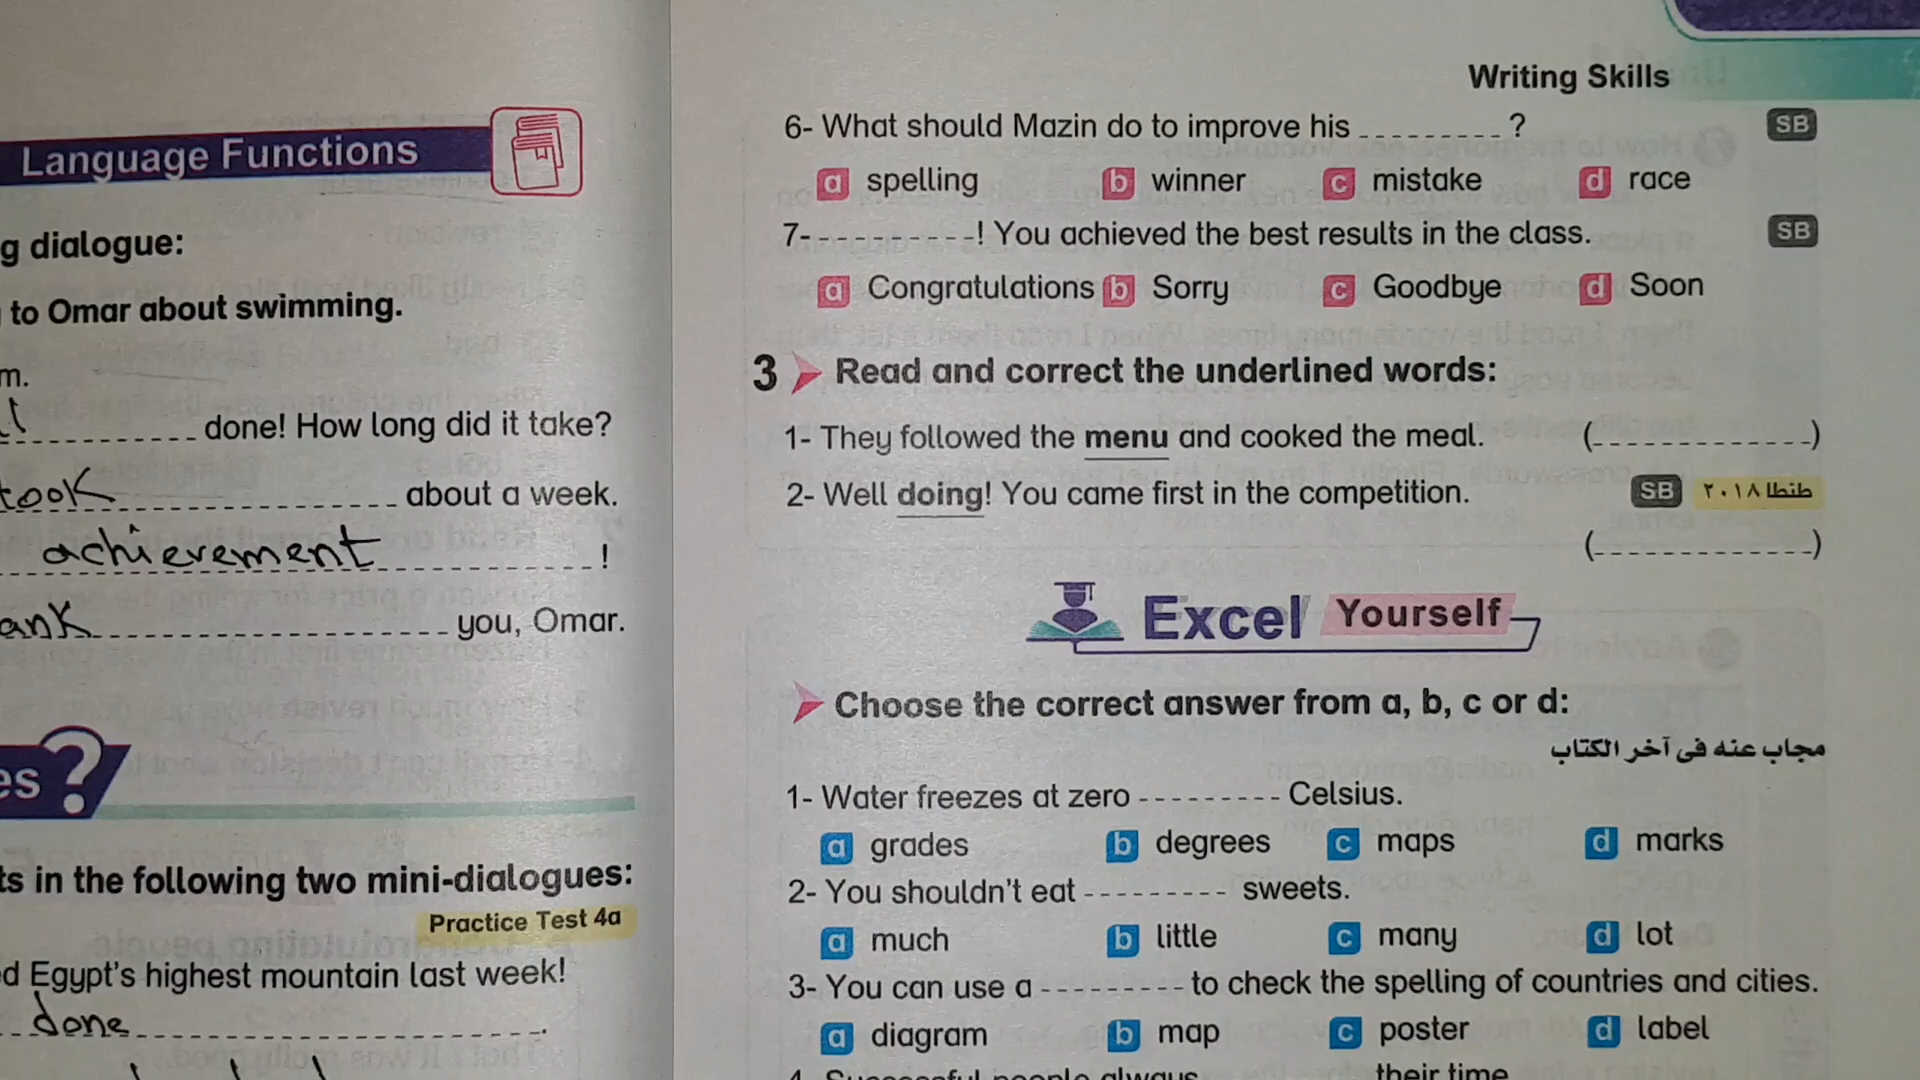 Language Functions
g dialogue:
to Omar about swimming.
m.
done! How long did it take?
took about a week.
achievement !
ank you, Omar.
es?
ts in the following two mini-dialogues:
Practice Test 4a
d Egypt's highest mountain last week!
done.
Writing Skills
6- What should Mazin do to improve his ? SB
a spelling b winner c mistake d race
7- ! You achieved the best results in the class. SB
a Congratulations b Sorry c Goodbye d Soon
3 Read and correct the underlined words:
1- They followed the menu and cooked the meal. ( )
2- Well doing! You came first in the competition. SB طنطا ٢٠١٨
( )
Excel Yourself
Choose the correct answer from a, b, c or d:
مجاب عنه فى آخر الكتاب
1- Water freezes at zero Celsius.
a grades b degrees c maps d marks
2- You shouldn't eat sweets.
a much b little c many d lot
3- You can use a to check the spelling of countries and cities.
a diagram b map c poster d label
4- Successful people always their time